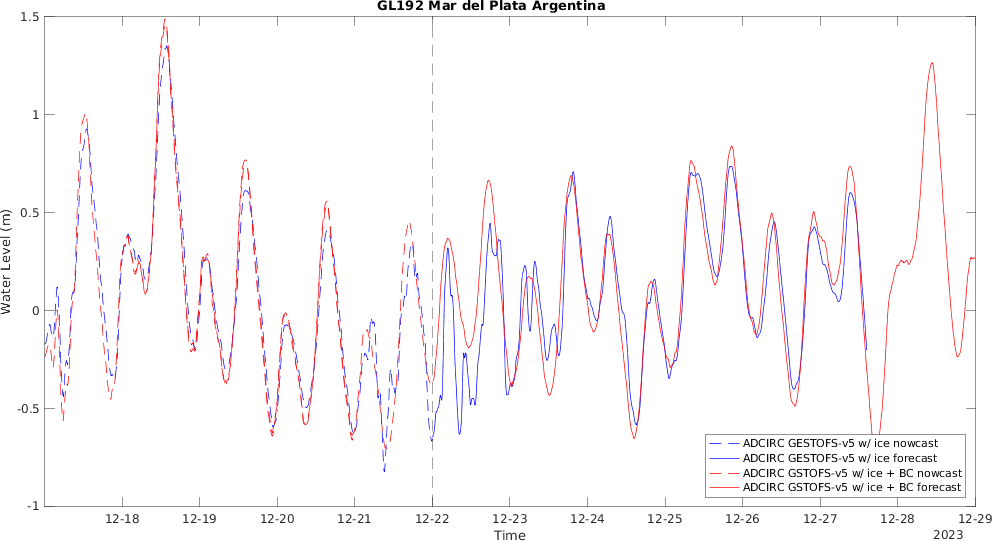 GL192 Mar del Plata Argentina
1.5
1
0.5
0
-0.5
-1
Water Level (m)
12-18 12-19 12-20 12-21 12-22 12-23 12-24 12-25 12-26 12-27 12-28 12-29
Time
2023
ADCIRC GESTOFS-v5 w/ ice nowcast
ADCIRC GESTOFS-v5 w/ ice forecast
ADCIRC GSTOFS-v5 w/ ice + BC nowcast
ADCIRC GSTOFS-v5 w/ ice + BC forecast